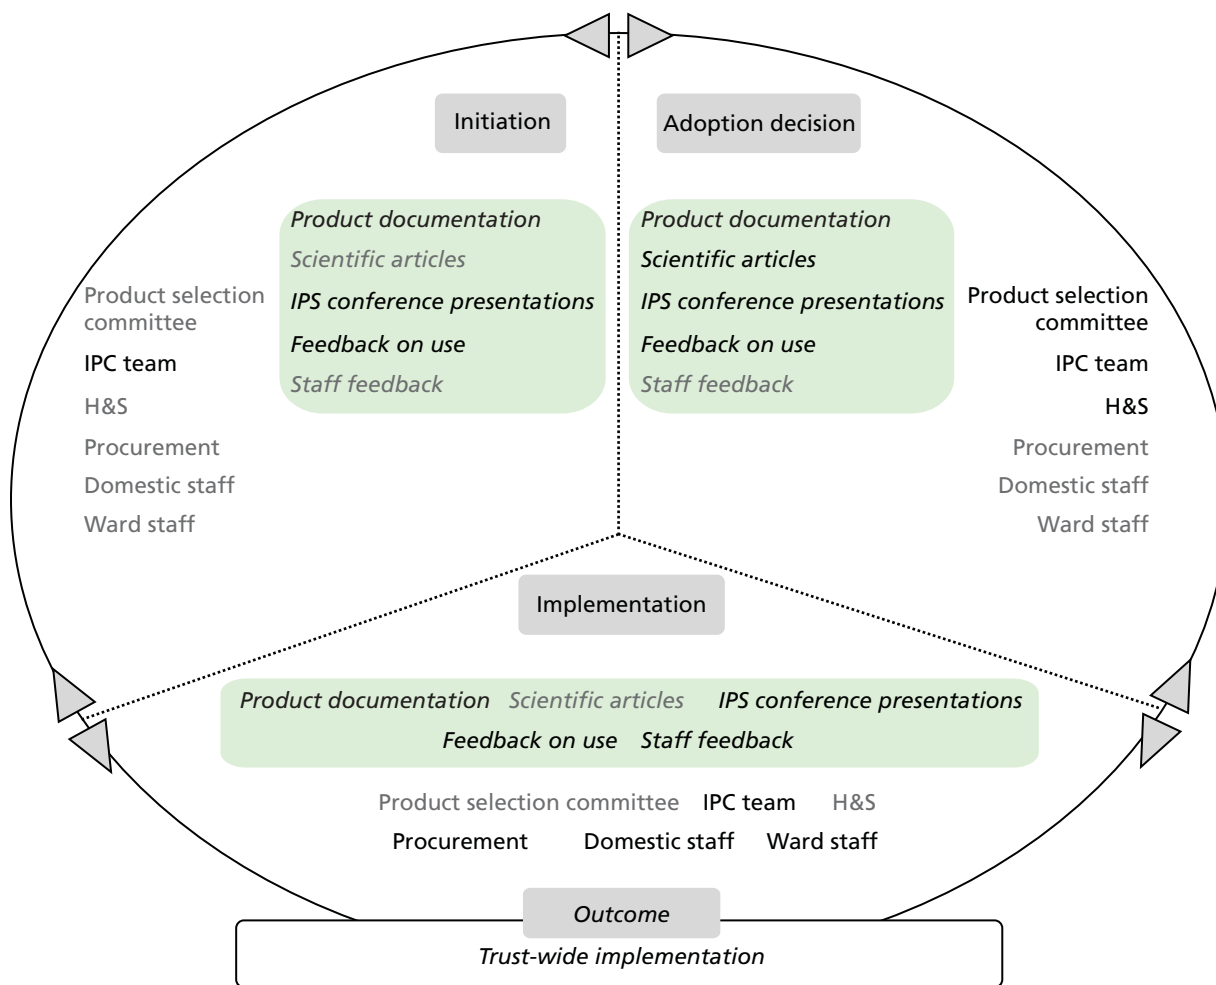 Initiation
Adoption decision
Product documentation
Scientific articles
IPS conference presentations
Feedback on use
Staff feedback
Product documentation
Scientific articles
IPS conference presentations
Feedback on use
Staff feedback
Product selection
committee
IPC team
H&S
Procurement
Domestic staff
Ward staff
Product selection
committee
IPC team
H&S
Procurement
Domestic staff
Ward staff
Implementation
Product documentation Scientific articles IPS conference presentations
Feedback on use Staff feedback
Product selection committee IPC team H&S
Procurement Domestic staff Ward staff
Outcome
Trust-wide implementation